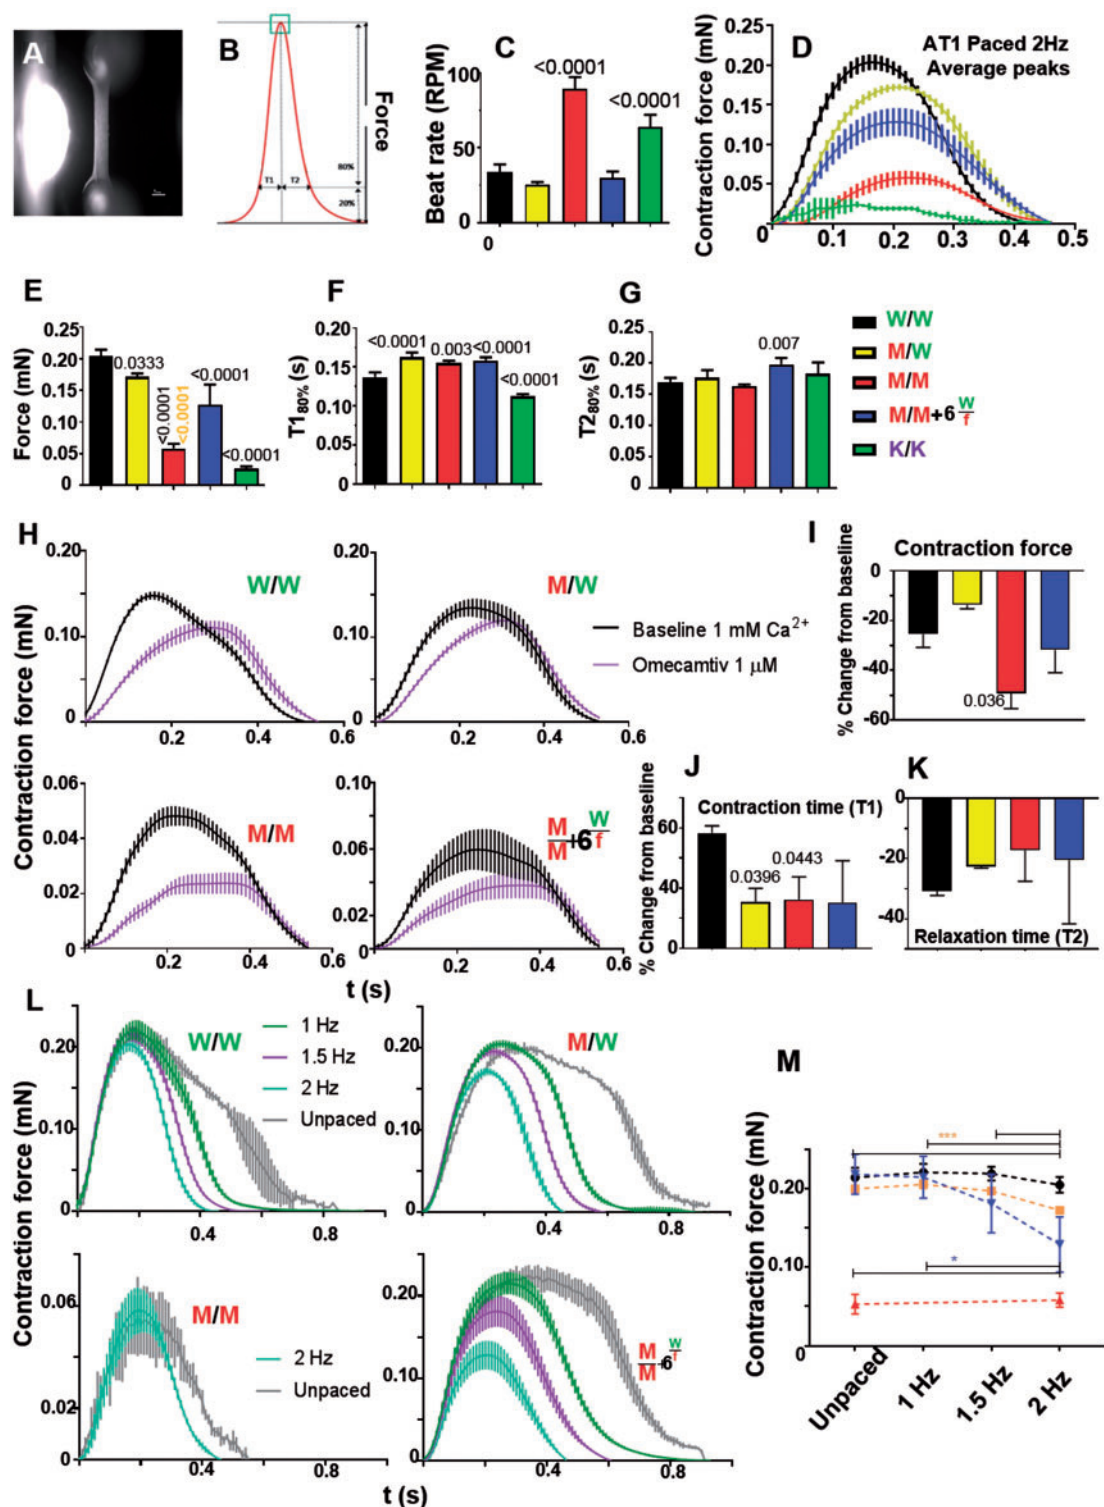 A
B
T1
T2
80%
20%
Force
C
Beat rate (RPM)
100
50
0
<0.0001
<0.0001
D
AT1 Paced 2Hz
Average peaks
Contraction force (mN)
0.20
0.15
0.10
0.05
0
0.1
0.2
0.3
0.4
0.5
E
Force (mN)
0.25
0.20
0.15
0.10
0.05
0
0.0333
<0.0001
<0.0001
<0.0001
<0.0001
F
T180% (s)
0.25
0.20
0.15
0.10
0.05
0
<0.0001
0.003
<0.0001
<0.0001
G
T280% (s)
0.25
0.20
0.15
0.10
0.05
0
0.007
W/W
M/W
M/M
M/M+6 W/f
K/K
H
Contraction force (mN)
0.20
0.10
0
0.2
0.4
0.6
W/W
0.20
0.10
0
0.2
0.4
0.6
M/W
Baseline 1 mM Ca2+
Omecamtiv 1 μM
0.06
0.04
0.02
0
0.2
0.4
0.6
M/M
0.10
0.06
0.02
0
0.2
0.4
0.6
M/M+6 W/f
t (s)
I
Contraction force
% Change from baseline
0
-20
-40
-60
0.036
J
Contraction time (T1)
% Change from baseline
60
40
0
0.0396
0.0443
K
0
-20
-40
Relaxation time (T2)
L
Contraction force (mN)
0.20
0.10
0
0.4
0.8
W/W
1 Hz
1.5 Hz
2 Hz
Unpaced
0.20
0.10
0
0.4
0.8
M/W
0.06
0.02
0
0.4
0.8
M/M
2 Hz
Unpaced
0.20
0.10
0
0.4
0.8
M/M+6 W/f
t (s)
M
Contraction force (mN)
0.20
0.10
0
***
*
Unpaced
1 Hz
1.5 Hz
2 Hz